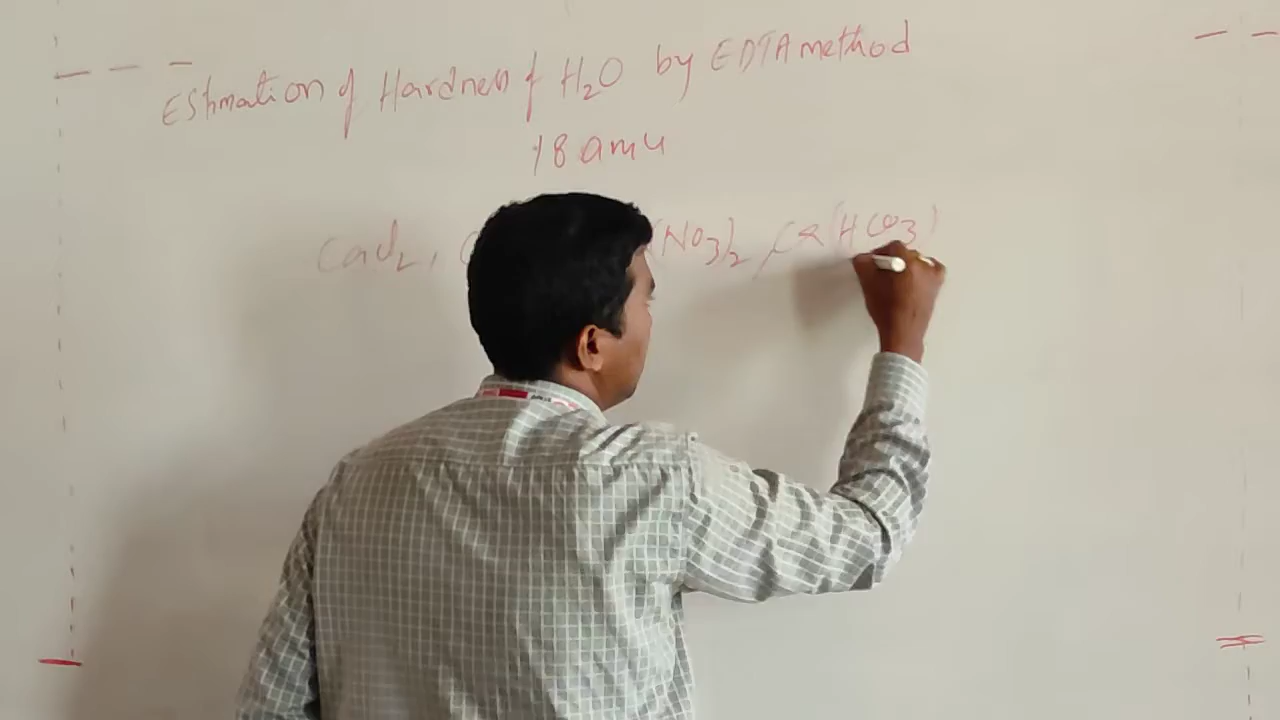 Estimation of Hardness of H₂O by EDTA method
18 amu
CaCl₂, (NO₃)₂, Ca(HCO₃)